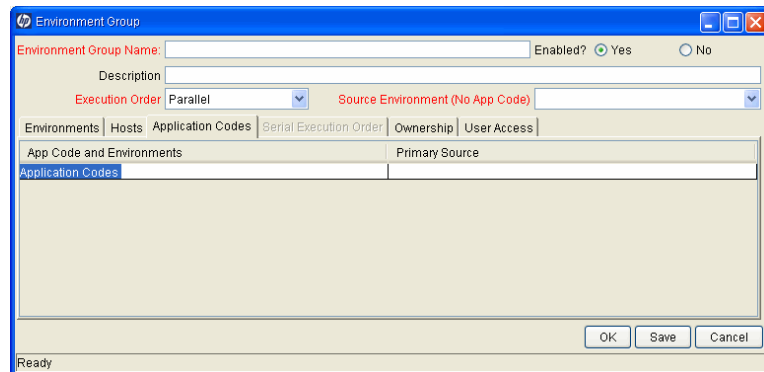 hp Environment Group
Environment Group Name: Enabled? Yes No
Description
Execution Order Parallel Source Environment (No App Code)
Environments Hosts Application Codes Serial Execution Order Ownership User Access
App Code and Environments Primary Source
Application Codes
OK Save Cancel
Ready